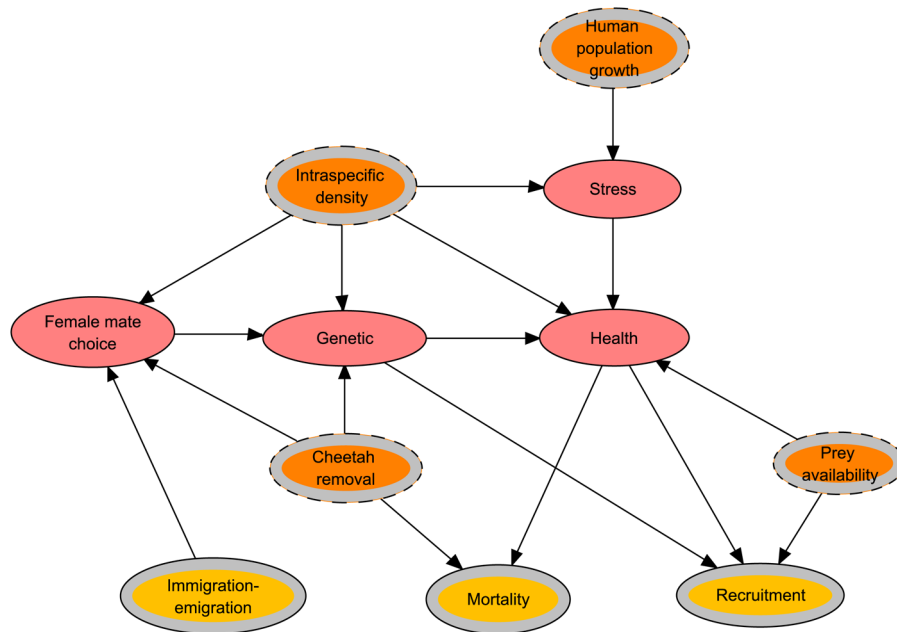 Human
population
growth
Intraspecific
density
Stress
Female mate
choice
Genetic
Health
Cheetah
removal
Prey
availability
Immigration-
emigration
Mortality
Recruitment